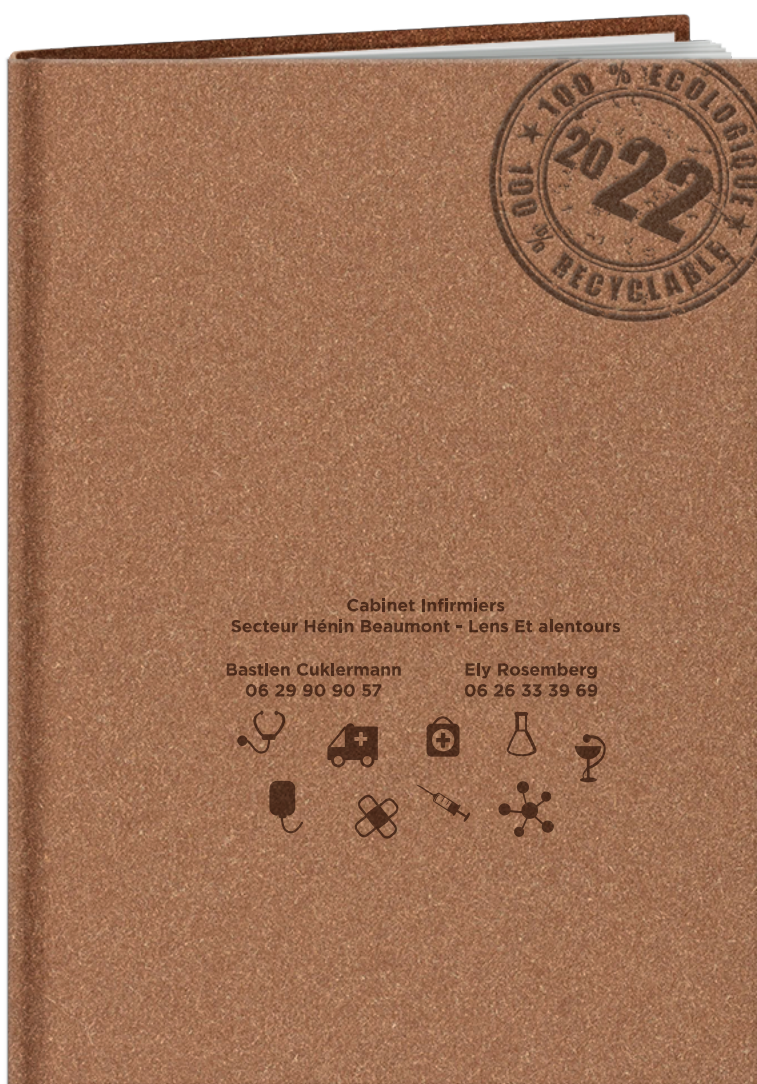 100 % ECOLOGIQUE
2022
100 % RECYCLABLE
Cabinet Infirmiers
Secteur Hénin Beaumont - Lens Et alentours
Bastien Cuklermann
06 29 90 90 57
Ely Rosemberg
06 26 33 39 69